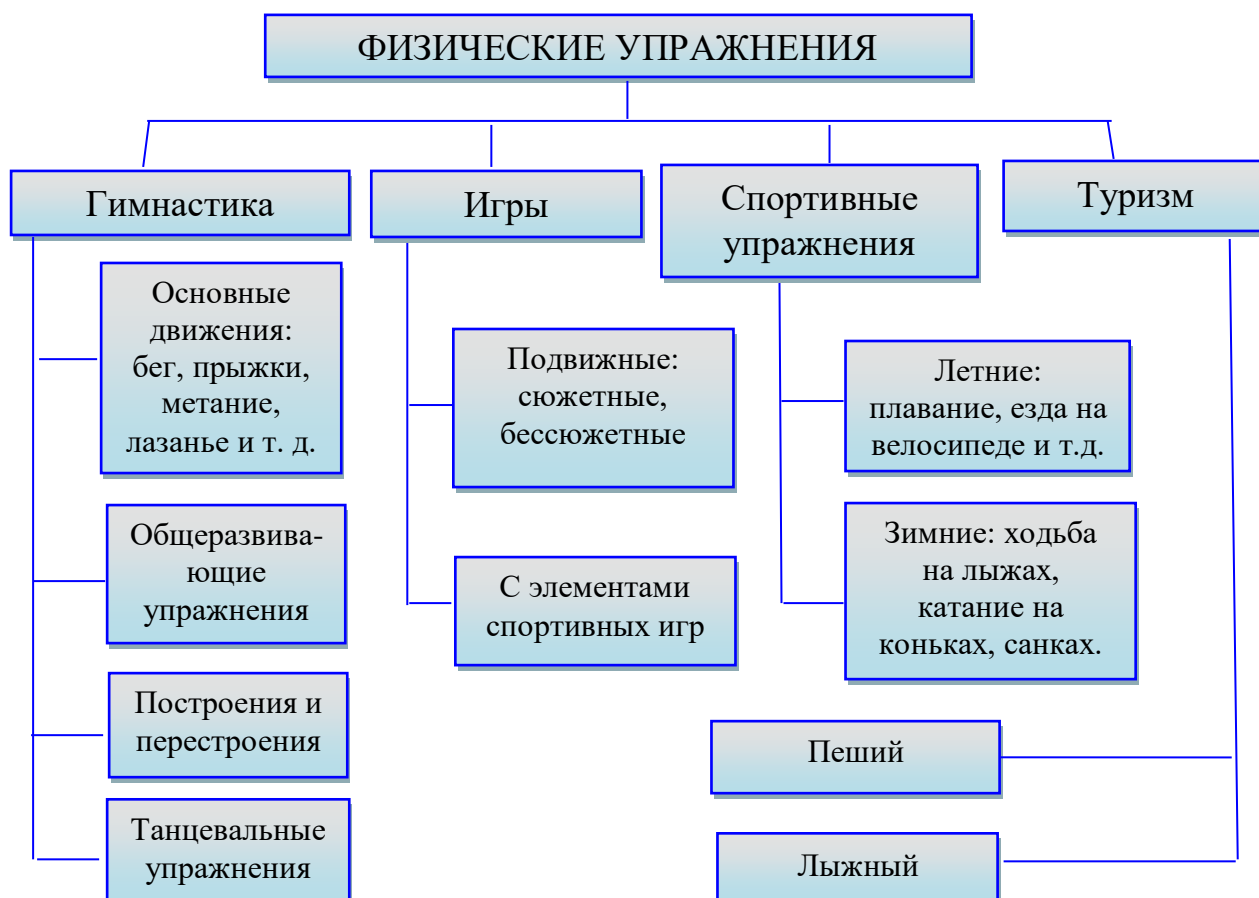 ФИЗИЧЕСКИЕ УПРАЖНЕНИЯ
Гимнастика
Игры
Спортивные
упражнения
Туризм
Основные
движения:
бег, прыжки,
метание,
лазанье и т. д.
Общеразвива-
ющие
упражнения
Построения и
перестроения
Танцевальные
упражнения
Подвижные:
сюжетные,
бессюжетные
С элементами
спортивных игр
Летние:
плавание, езда на
велосипеде и т.д.
Зимние: ходьба
на лыжах,
катание на
коньках, санках.
Пеший
Лыжный